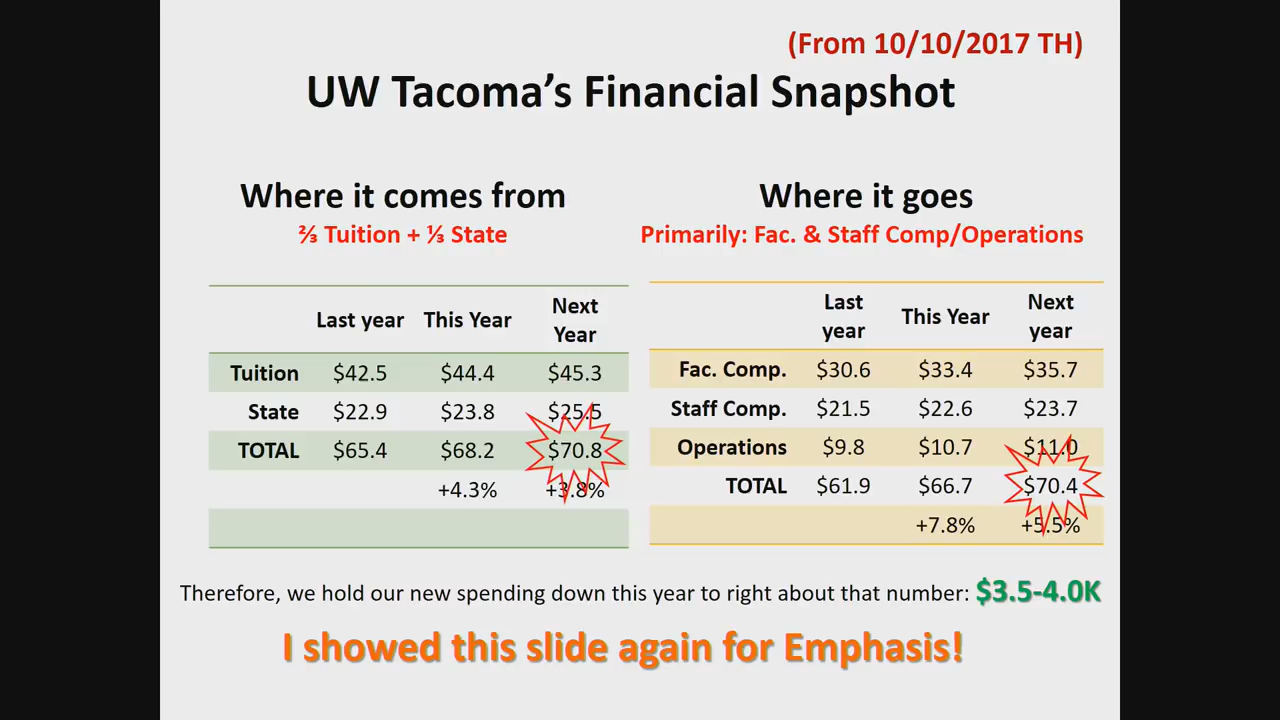 (From 10/10/2017 TH)
UW Tacoma's Financial Snapshot
Where it comes from
⅔ Tuition + ⅓ State
Last year This Year Next Year
Tuition $42.5 $44.4 $45.3
State $22.9 $23.8 $25.5
TOTAL $65.4 $68.2 $70.8
+4.3% +3.8%
Where it goes
Primarily: Fac. & Staff Comp/Operations
Last year This Year Next year
Fac. Comp. $30.6 $33.4 $35.7
Staff Comp. $21.5 $22.6 $23.7
Operations $9.8 $10.7 $11.0
TOTAL $61.9 $66.7 $70.4
+7.8% +5.5%
Therefore, we hold our new spending down this year to right about that number: $3.5-4.0K
I showed this slide again for Emphasis!